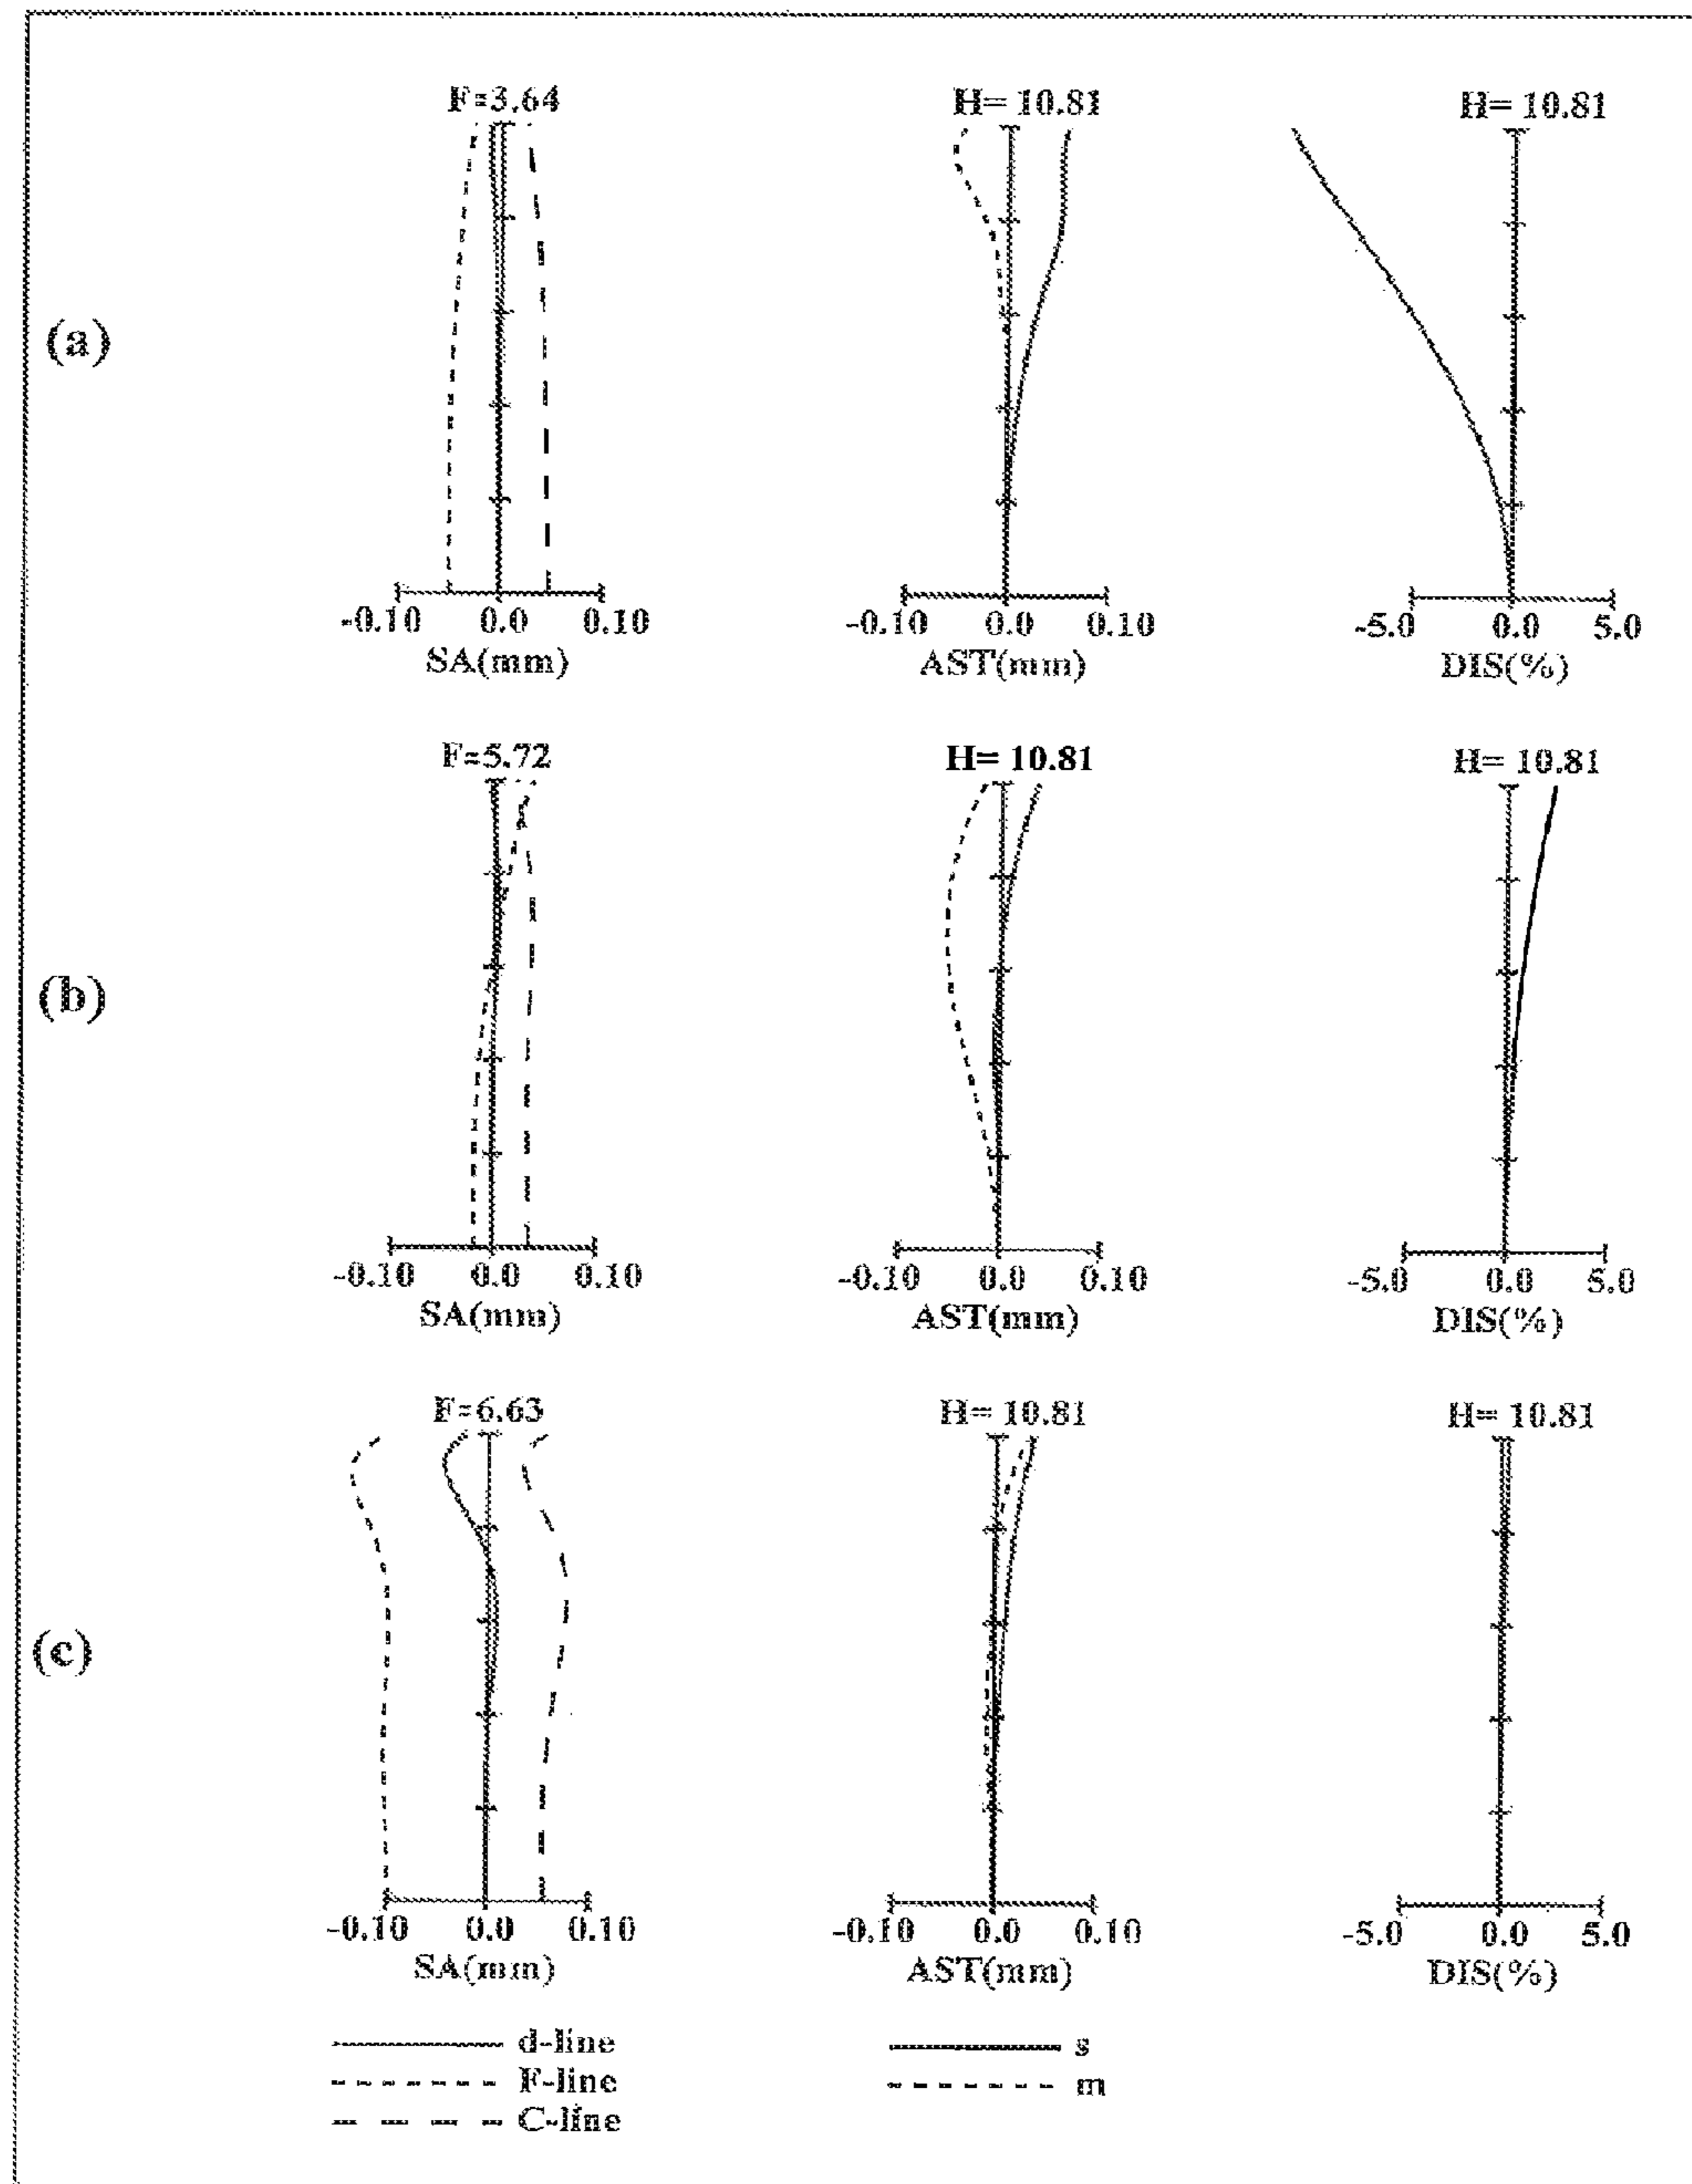 F=3.64 H= 10.81 H= 10.81
(a)
-0.10 0.0 0.10 -0.10 0.0 0.10 -5.0 0.0 5.0
SA(mm) AST(mm) DIS(%)
F=5.72 H= 10.81 H= 10.81
(b)
-0.10 0.0 0.10 -0.10 0.0 0.10 -5.0 0.0 5.0
SA(mm) AST(mm) DIS(%)
F=6.63 H= 10.81 H= 10.81
(c)
-0.10 0.0 0.10 -0.10 0.0 0.10 -5.0 0.0 5.0
SA(mm) AST(mm) DIS(%)
d-line s
F-line m
C-line